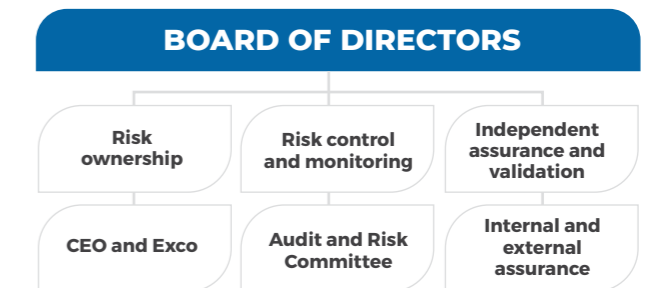 BOARD OF DIRECTORS
Risk
ownership
Risk control
and monitoring
Independent
assurance and
validation
CEO and Exco
Audit and Risk
Committee
Internal and
external
assurance